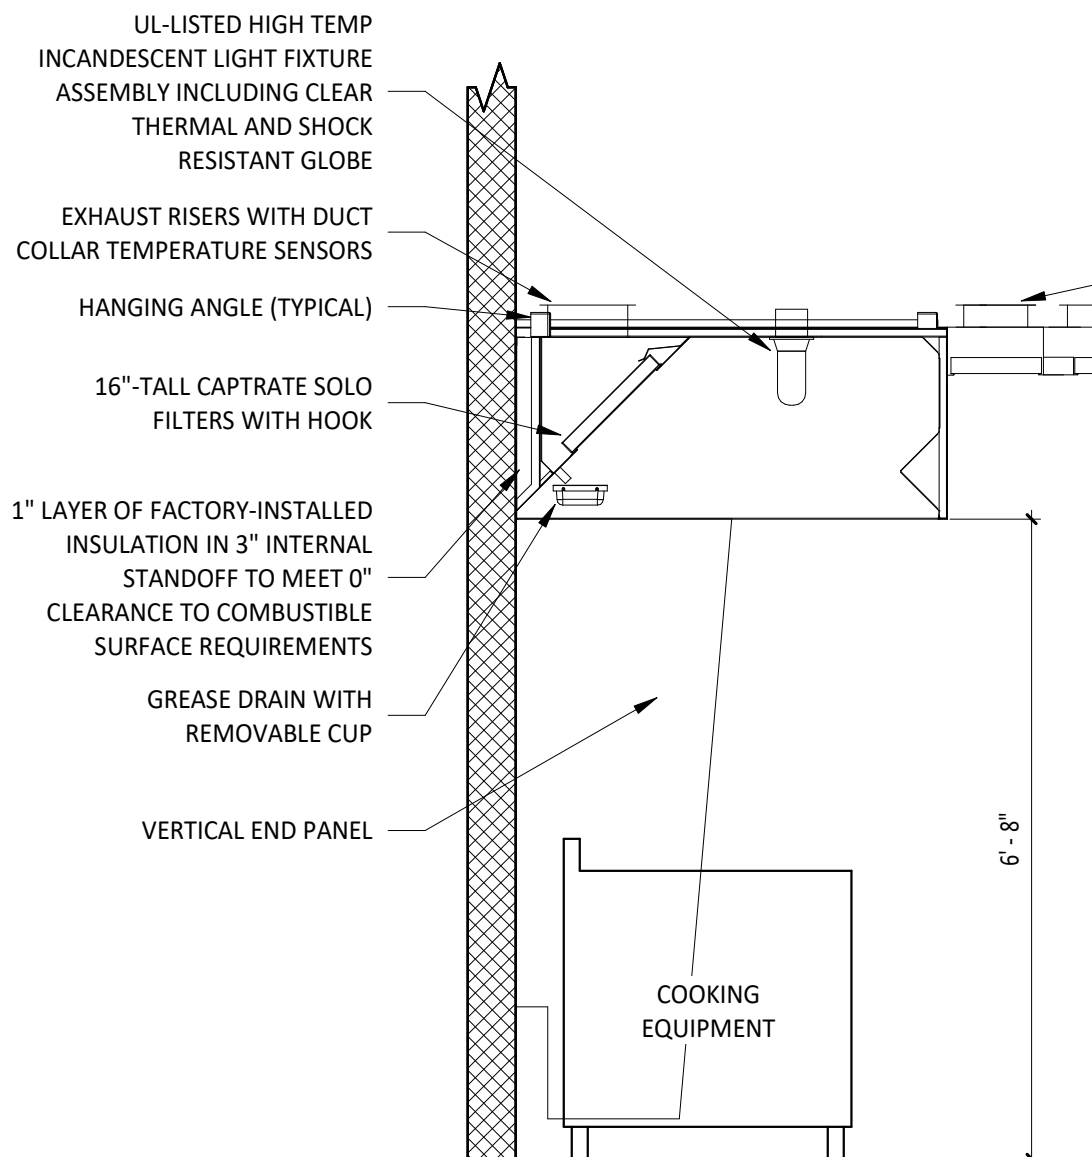 UL-LISTED HIGH TEMP
INCANDESCENT LIGHT FIXTURE
ASSEMBLY INCLUDING CLEAR
THERMAL AND SHOCK
RESISTANT GLOBE
EXHAUST RISERS WITH DUCT
COLLAR TEMPERATURE SENSORS
HANGING ANGLE (TYPICAL)
16"-TALL CAPTRATE SOLO
FILTERS WITH HOOK
1" LAYER OF FACTORY-INSTALLED
INSULATION IN 3" INTERNAL
STANDOFF TO MEET 0"
CLEARANCE TO COMBUSTIBLE
SURFACE REQUIREMENTS
GREASE DRAIN WITH
REMOVABLE CUP
VERTICAL END PANEL
6' - 8"
COOKING
EQUIPMENT